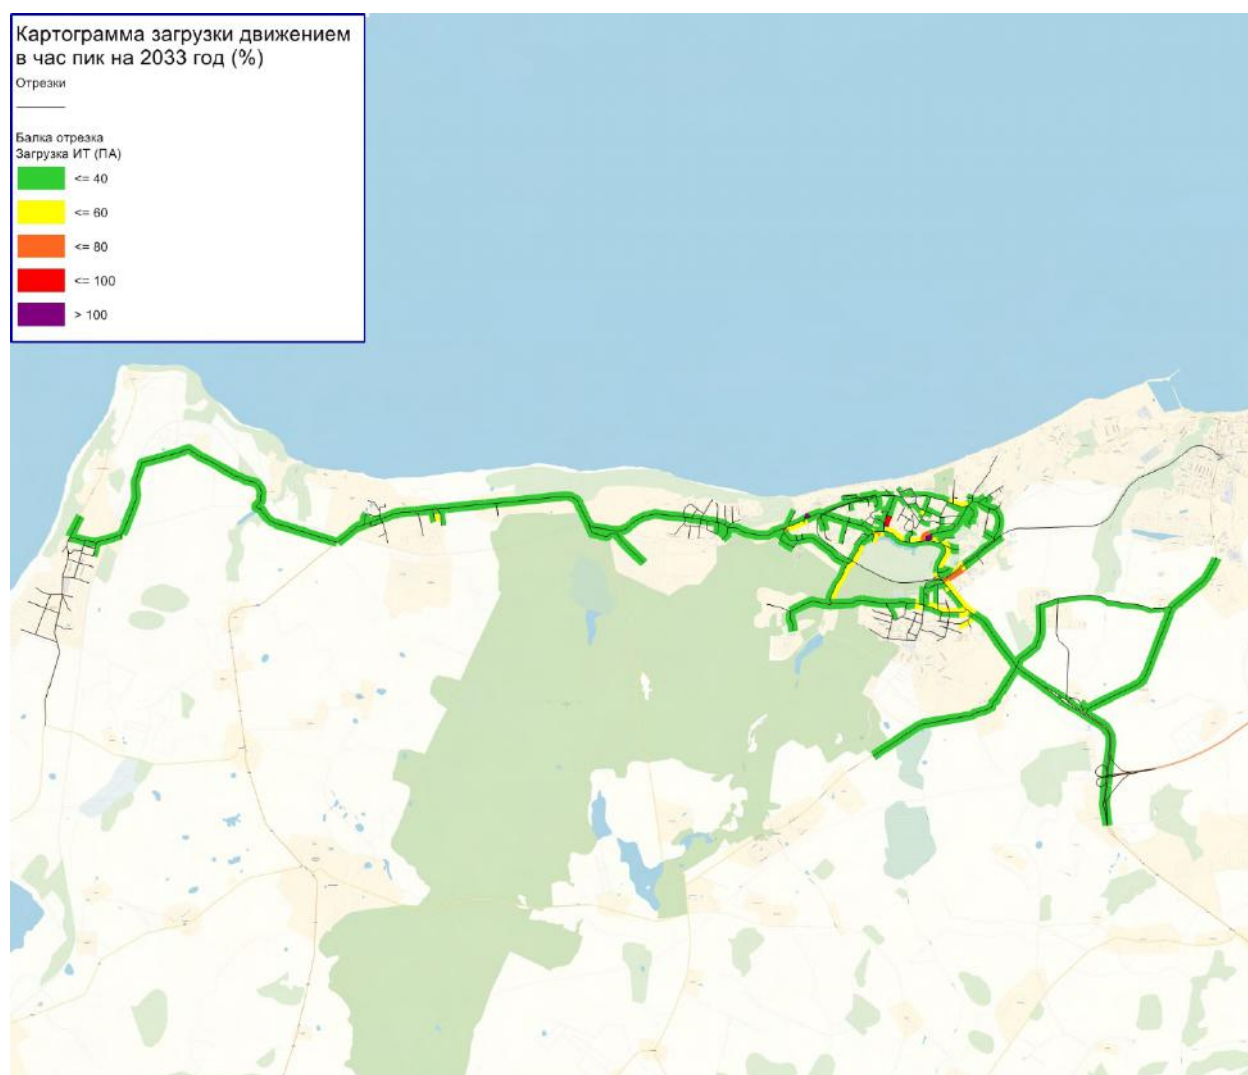 Картограмма загрузки движением
в час пик на 2033 год (%)
Отрезки
Балка отрезка
Загрузка ИТ (ПА)
<= 40
<= 60
<= 80
<= 100
> 100